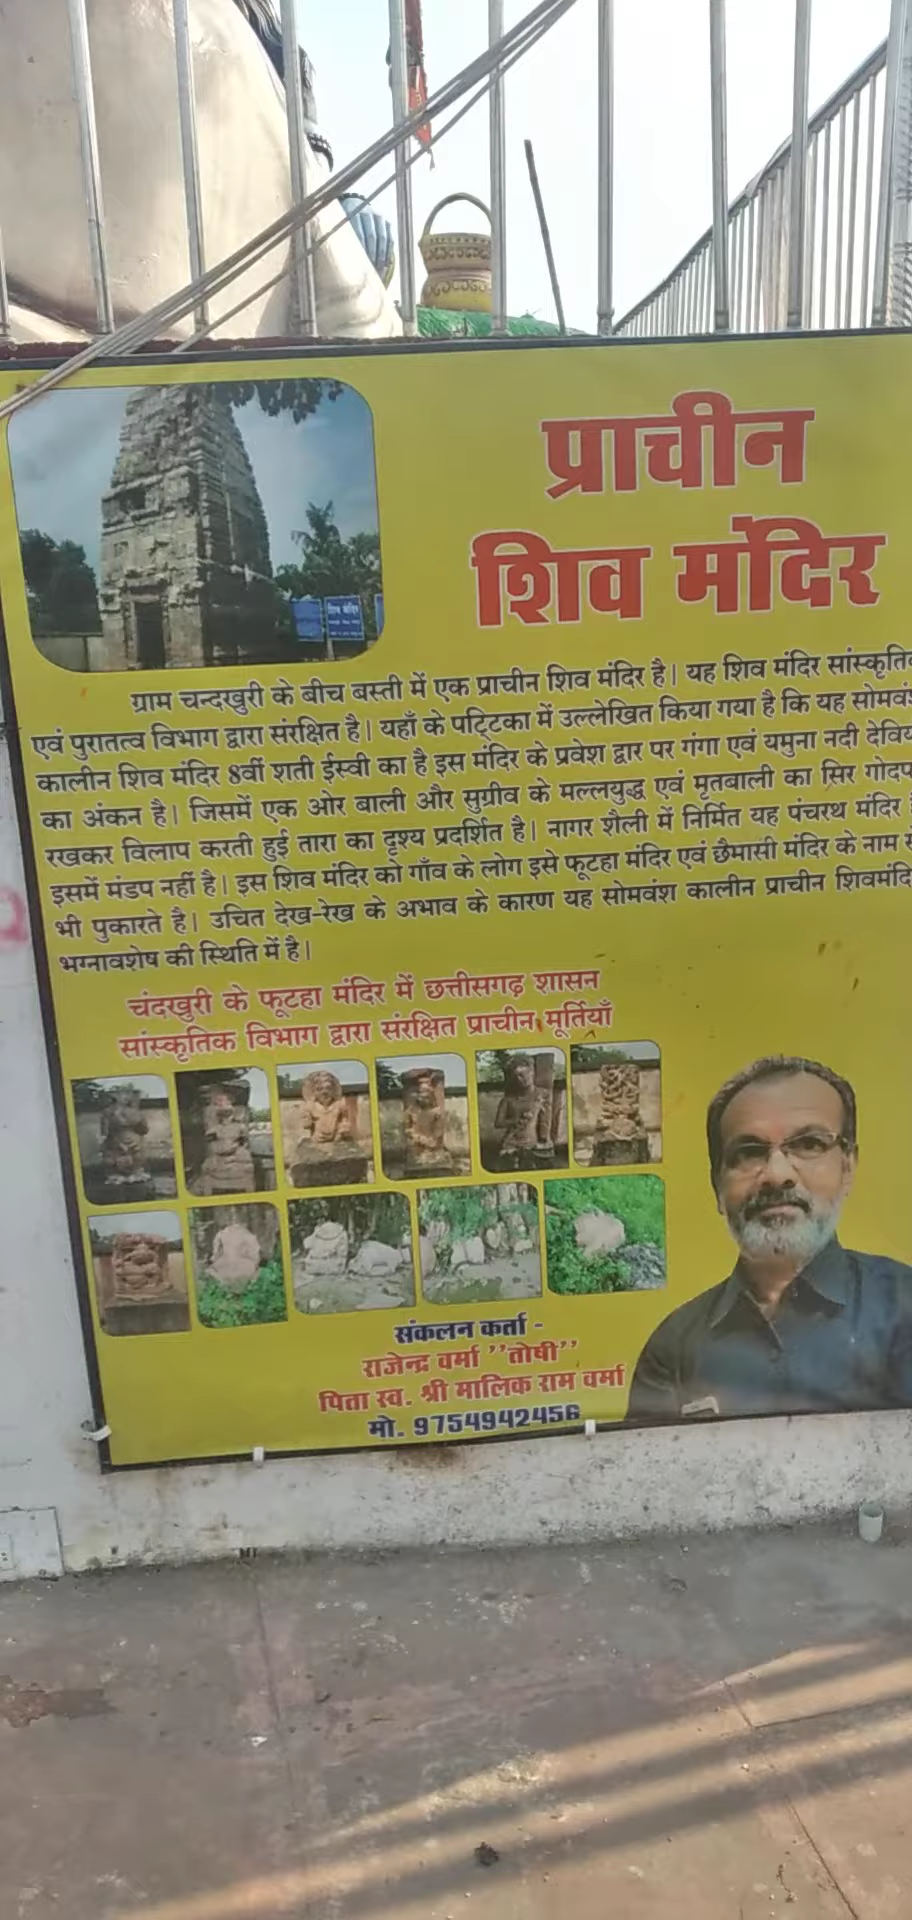 प्राचीन
शिव मंदिर
शिव मंदिर
ग्राम चन्दखुरी के बीच बस्ती में एक प्राचीन शिव मंदिर है। यह शिव मंदिर
एवं पुरातत्व विभाग द्वारा संरक्षित है। यहाँ के पट्टिका में उल्लेखित किया गया है कि यह
कालीन शिव मंदिर 8वीं शती ईस्वी का है इस मंदिर के प्रवेश द्वार पर गंगा एवं यमुना नदी
का अंकन है। जिसमें एक ओर बाली और सुग्रीव के मल्लयुद्ध एवं मृतबाली का सिर
रखकर विलाप करती हुई तारा का दृश्य प्रदर्शित है। नागर शैली में निर्मित यह पंचरथ मंदिर
इसमें मंडप नहीं है। इस शिव मंदिर को गाँव के लोग इसे फूटहा मंदिर एवं छैमासी मंदिर के नाम
भी पुकारते है। उचित देख-रेख के अभाव के कारण यह सोमवंश कालीन प्राचीन
भग्नावशेष की स्थिति में है।
चंदखुरी के फूटहा मंदिर में छत्तीसगढ़ शासन
सांस्कृतिक विभाग द्वारा संरक्षित प्राचीन मूर्तियाँ
संकलन कर्ता -
राजेन्द्र वर्मा ''तोषी''
पिता स्व. श्री मालिक राम वर्मा
मो. 9754942456